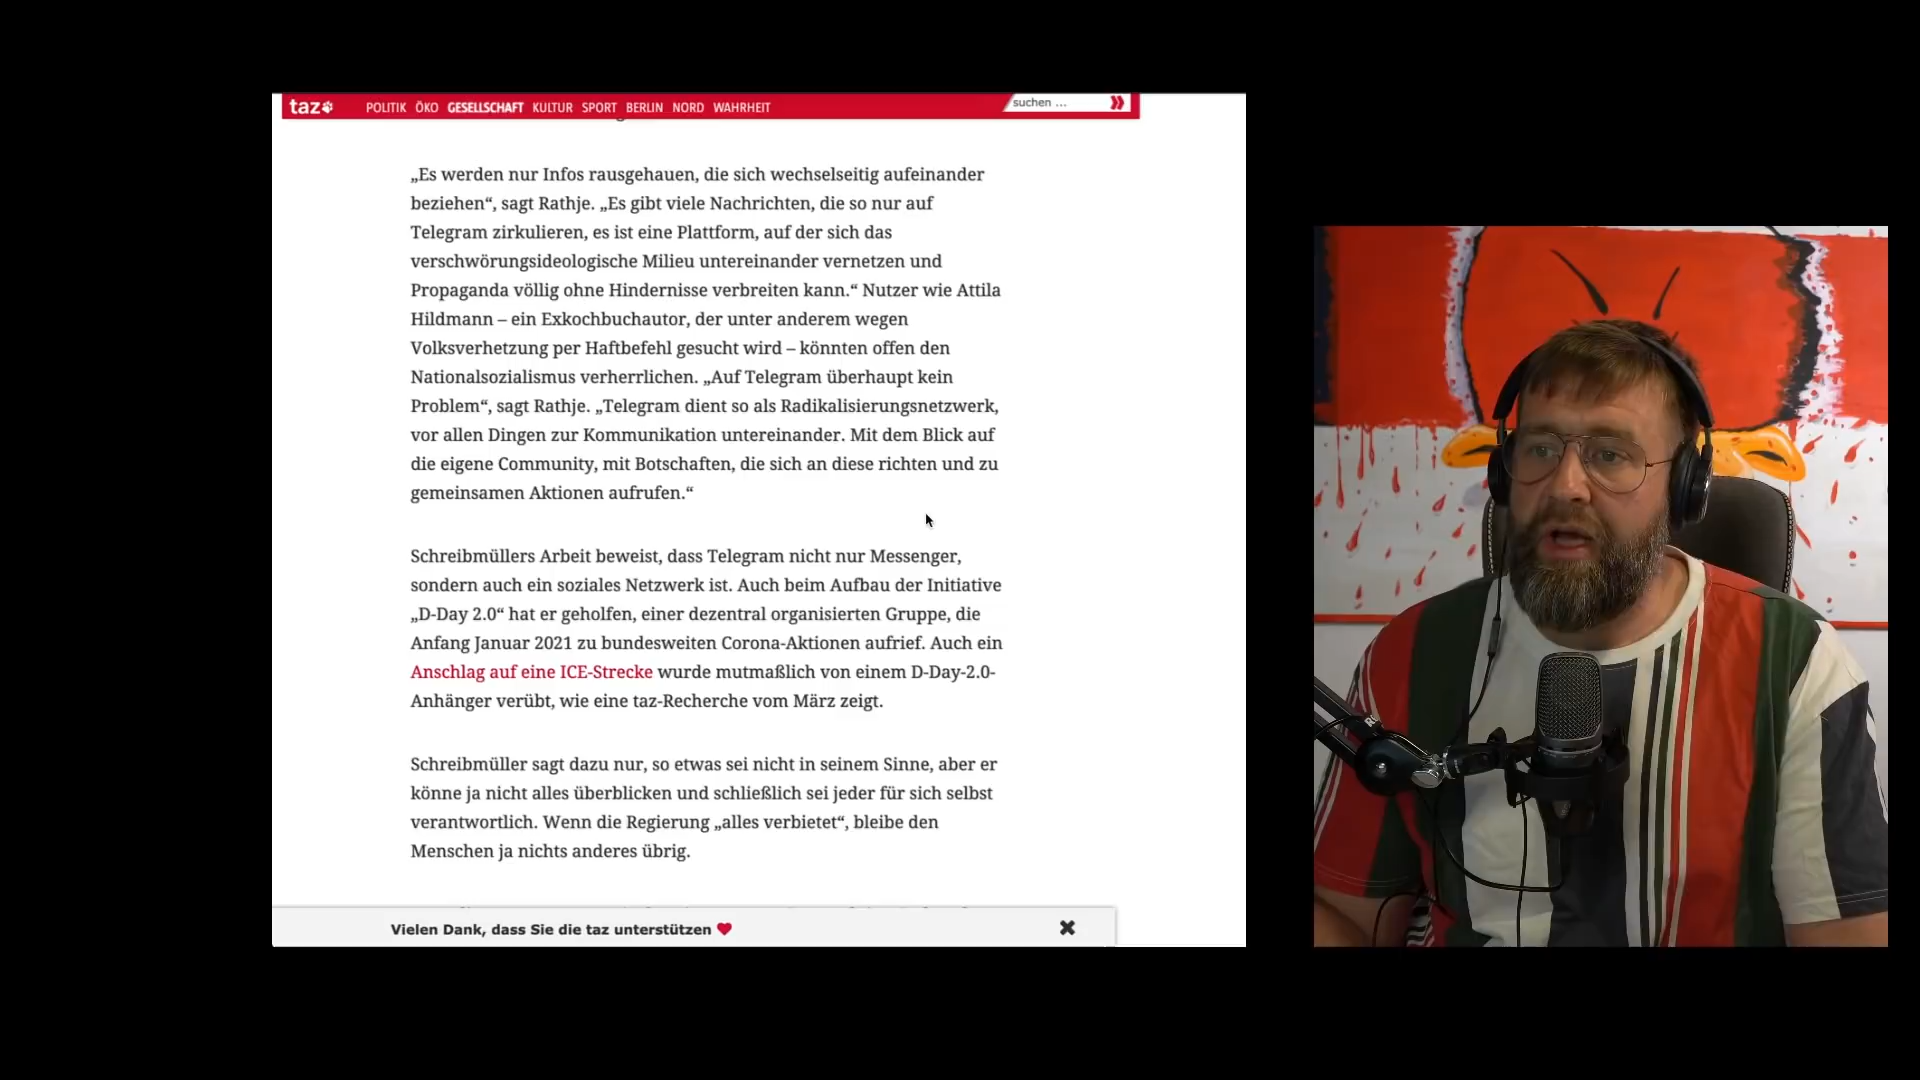 taz
POLITIK ÖKO GESELLSCHAFT KULTUR SPORT BERLIN NORD WAHRHEIT
suchen ...
„Es werden nur Infos rausgehauen, die sich wechselseitig aufeinander
beziehen“, sagt Rathje. „Es gibt viele Nachrichten, die so nur auf
Telegram zirkulieren, es ist eine Plattform, auf der sich das
verschwörungsideologische Milieu untereinander vernetzen und
Propaganda völlig ohne Hindernisse verbreiten kann.“ Nutzer wie Attila
Hildmann – ein Exkochbuchautor, der unter anderem wegen
Volksverhetzung per Haftbefehl gesucht wird – könnten offen den
Nationalsozialismus verherrlichen. „Auf Telegram überhaupt kein
Problem“, sagt Rathje. „Telegram dient so als Radikalisierungsnetzwerk,
vor allen Dingen zur Kommunikation untereinander. Mit dem Blick auf
die eigene Community, mit Botschaften, die sich an diese richten und zu
gemeinsamen Aktionen aufrufen.“
Schreibmüllers Arbeit beweist, dass Telegram nicht nur Messenger,
sondern auch ein soziales Netzwerk ist. Auch beim Aufbau der Initiative
„D-Day 2.0“ hat er geholfen, einer dezentral organisierten Gruppe, die
Anfang Januar 2021 zu bundesweiten Corona-Aktionen aufrief. Auch ein
Anschlag auf eine ICE-Strecke wurde mutmaßlich von einem D-Day-2.0-
Anhänger verübt, wie eine taz-Recherche vom März zeigt.
Schreibmüller sagt dazu nur, so etwas sei nicht in seinem Sinne, aber er
könne ja nicht alles überblicken und schließlich sei jeder für sich selbst
verantwortlich. Wenn die Regierung „alles verbietet“, bleibe den
Menschen ja nichts anderes übrig.
Vielen Dank, dass Sie die taz unterstützen